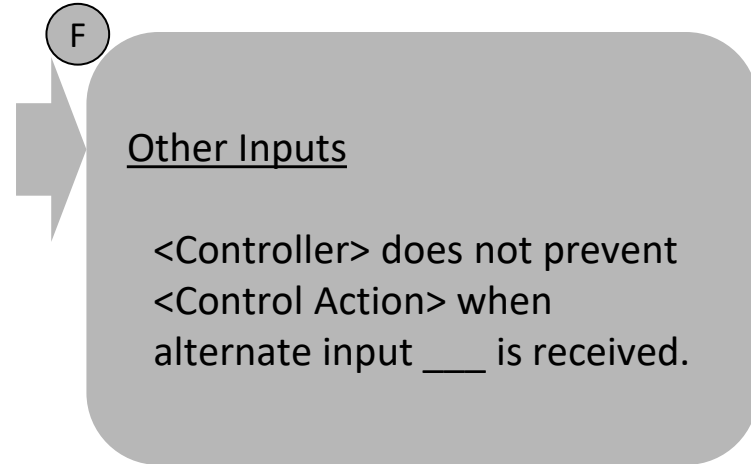 F
Other Inputs
<Controller> does not prevent
<Control Action> when
alternate input ___ is received.